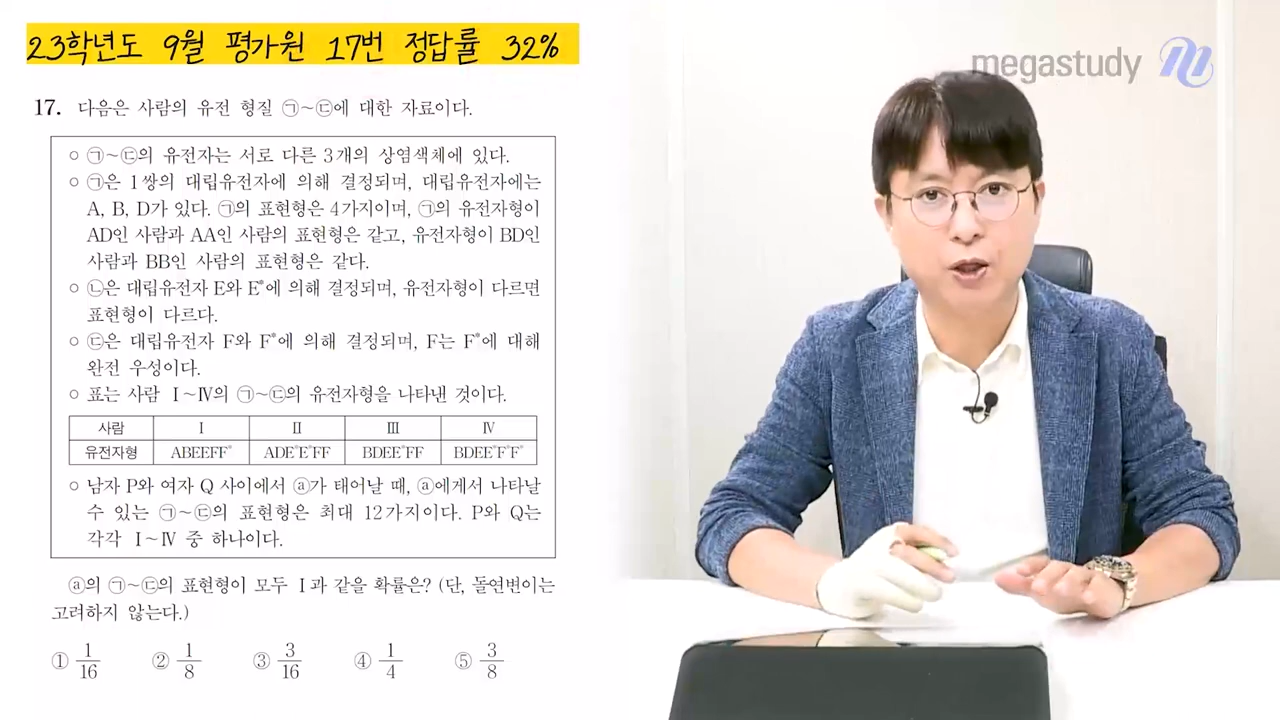 23학년도 9월 평가원 17번 정답률 32%
megastudy
17. 다음은 사람의 유전 형질 ㉠~㉢에 대한 자료이다.
○ ㉠~㉢의 유전자는 서로 다른 3개의 상염색체에 있다.
○ ㉠은 1쌍의 대립유전자에 의해 결정되며, 대립유전자에는
A, B, D가 있다. ㉠의 표현형은 4가지이며, ㉠의 유전자형이
AD인 사람과 AA인 사람의 표현형은 같고, 유전자형이 BD인
사람과 BB인 사람의 표현형은 같다.
○ ㉡은 대립유전자 E와 E*에 의해 결정되며, 유전자형이 다르면
표현형이 다르다.
○ ㉢은 대립유전자 F와 F*에 의해 결정되며, F는 F*에 대해
완전 우성이다.
○ 표는 사람 Ⅰ~Ⅳ의 ㉠~㉢의 유전자형을 나타낸 것이다.
사람 Ⅰ Ⅱ Ⅲ Ⅳ
유전자형 ABEEFF* ADE*E*FF BDEE*FF BDEE*F*F*
○ 남자 P와 여자 Q 사이에서 ⓐ가 태어날 때, ⓐ에게서 나타날
수 있는 ㉠~㉢의 표현형은 최대 12가지이다. P와 Q는
각각 Ⅰ~Ⅳ 중 하나이다.
ⓐ의 ㉠~㉢의 표현형이 모두 Ⅰ과 같을 확률은? (단, 돌연변이는
고려하지 않는다.)
① 1/16 ② 1/8 ③ 3/16 ④ 1/4 ⑤ 3/8